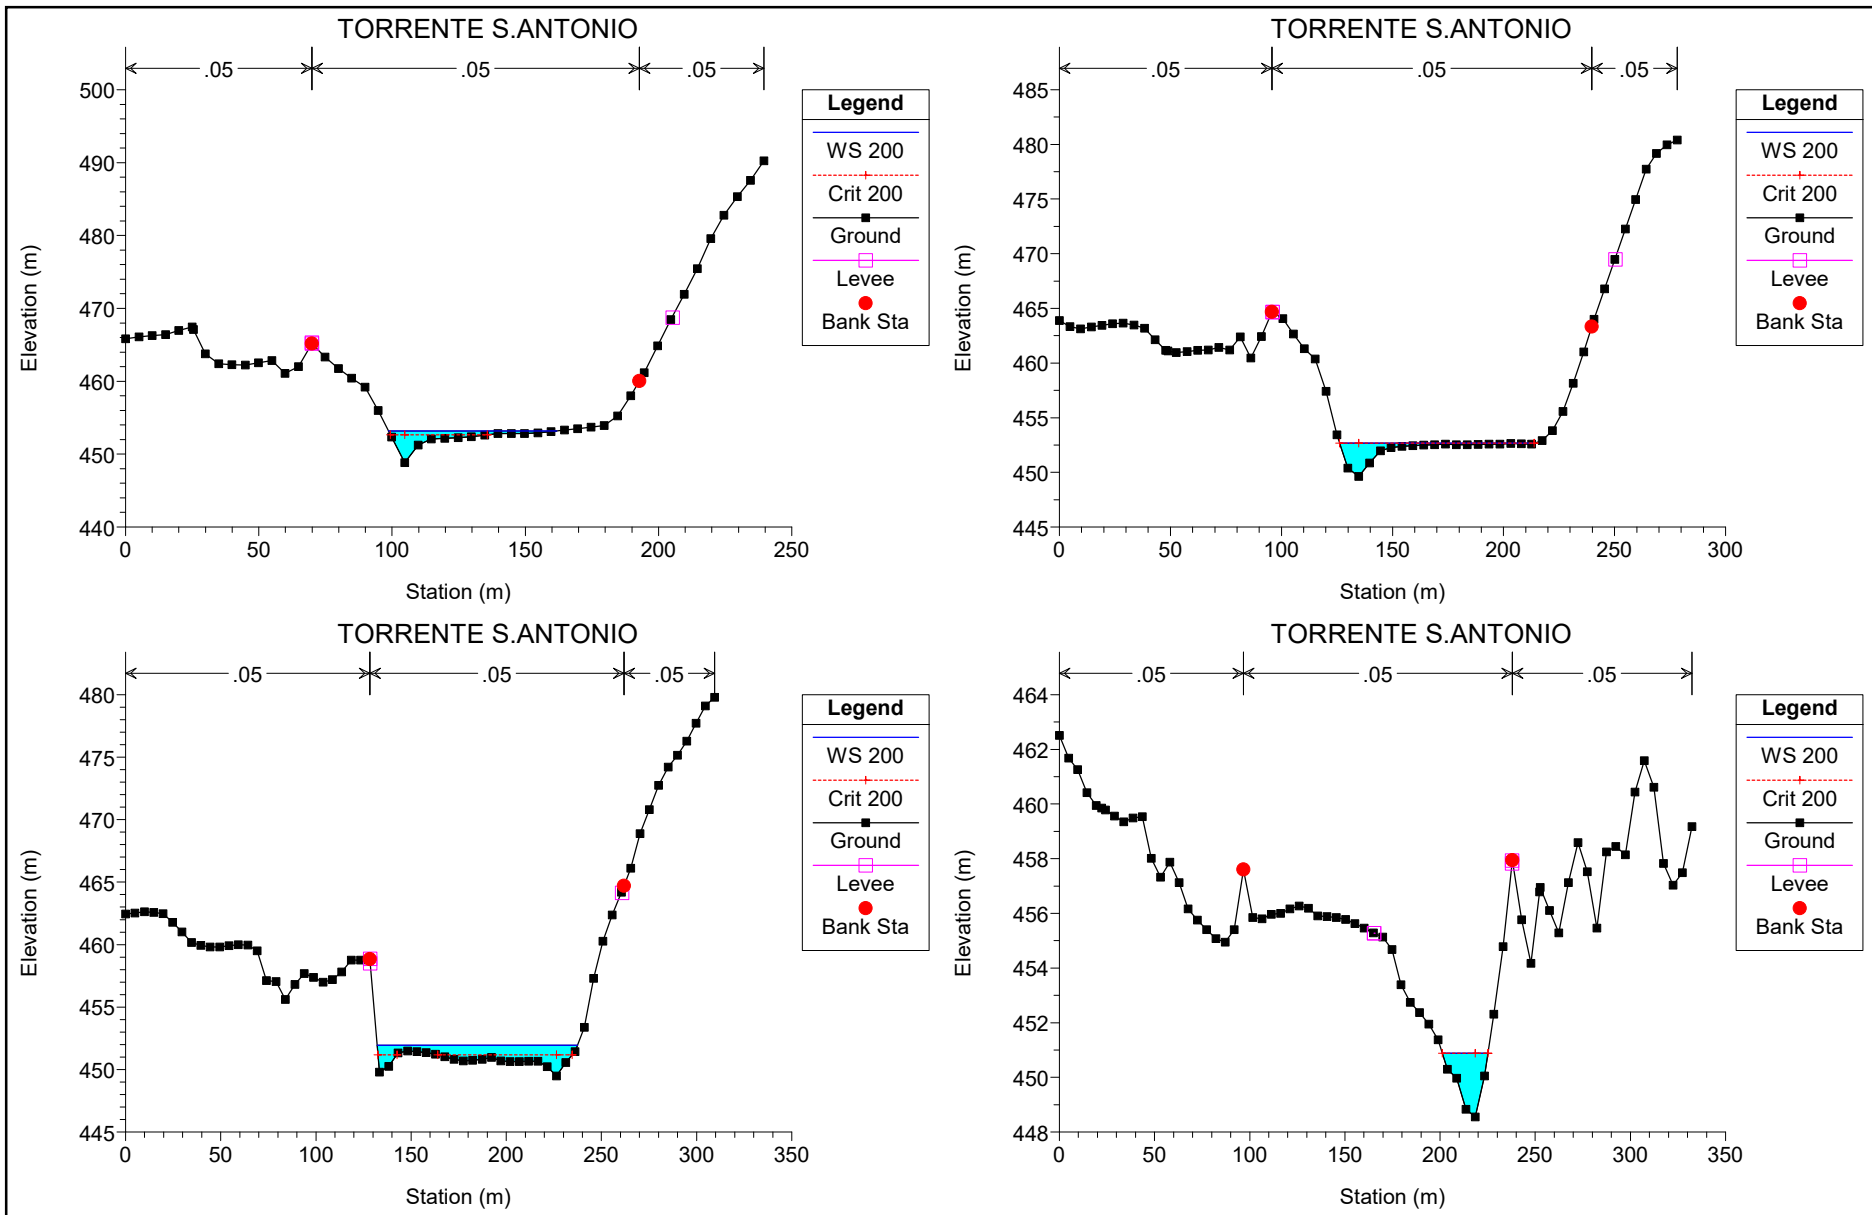 TORRENTE S.ANTONIO
.05 .05 .05
Legend
WS 200
Crit 200
Ground
Levee
Bank Sta
Elevation (m)
500
490
480
470
460
450
440
0 50 100 150 200 250
Station (m)
TORRENTE S.ANTONIO
.05 .05 .05
Legend
WS 200
Crit 200
Ground
Levee
Bank Sta
Elevation (m)
485
480
475
470
465
460
455
450
445
0 50 100 150 200 250 300
Station (m)
TORRENTE S.ANTONIO
.05 .05 .05
Legend
WS 200
Crit 200
Ground
Levee
Bank Sta
Elevation (m)
480
475
470
465
460
455
450
445
0 50 100 150 200 250 300 350
Station (m)
TORRENTE S.ANTONIO
.05 .05 .05
Legend
WS 200
Crit 200
Ground
Levee
Bank Sta
Elevation (m)
464
462
460
458
456
454
452
450
448
0 50 100 150 200 250 300 350
Station (m)